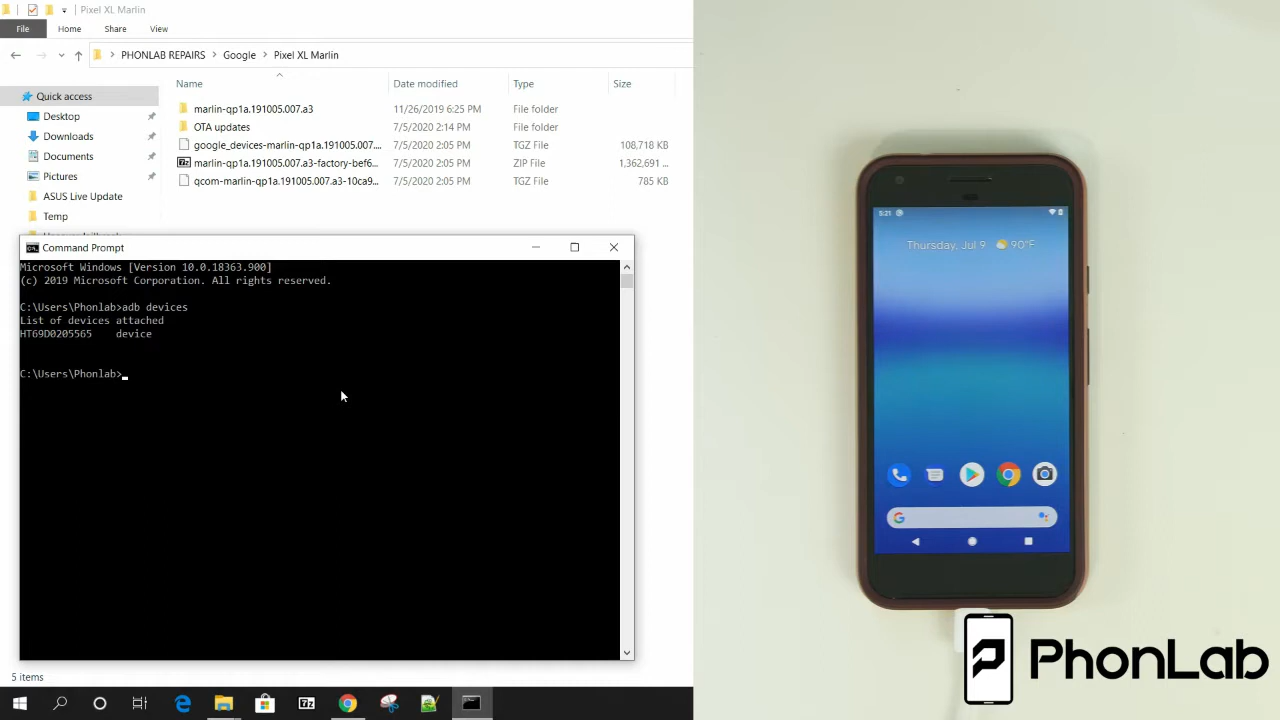 Pixel XL Marlin
File Home Share View
PHONLAB REPAIRS > Google > Pixel XL Marlin
Name Date modified Type Size
Quick access
Desktop
Downloads
Documents
Pictures
ASUS Live Update
Temp
marlin-qp1a.191005.007.a3 11/26/2019 6:25 PM File folder
OTA updates 7/5/2020 2:14 PM File folder
google_devices-marlin-qp1a.191005.007.... 7/5/2020 2:05 PM TGZ File 108,718 KB
marlin-qp1a.191005.007.a3-factory-bef6... 7/5/2020 2:05 PM ZIP File 1,362,691 ...
qcom-marlin-qp1a.191005.007.a3-10ca9... 7/5/2020 2:05 PM TGZ File 785 KB
Command Prompt
Microsoft Windows [Version 10.0.18363.900]
(c) 2019 Microsoft Corporation. All rights reserved.
C:\Users\Phonlab>adb devices
List of devices attached
HT69D0205565 device
C:\Users\Phonlab>
5 items
5:21
Thursday, Jul 9 90°F
PhonLab